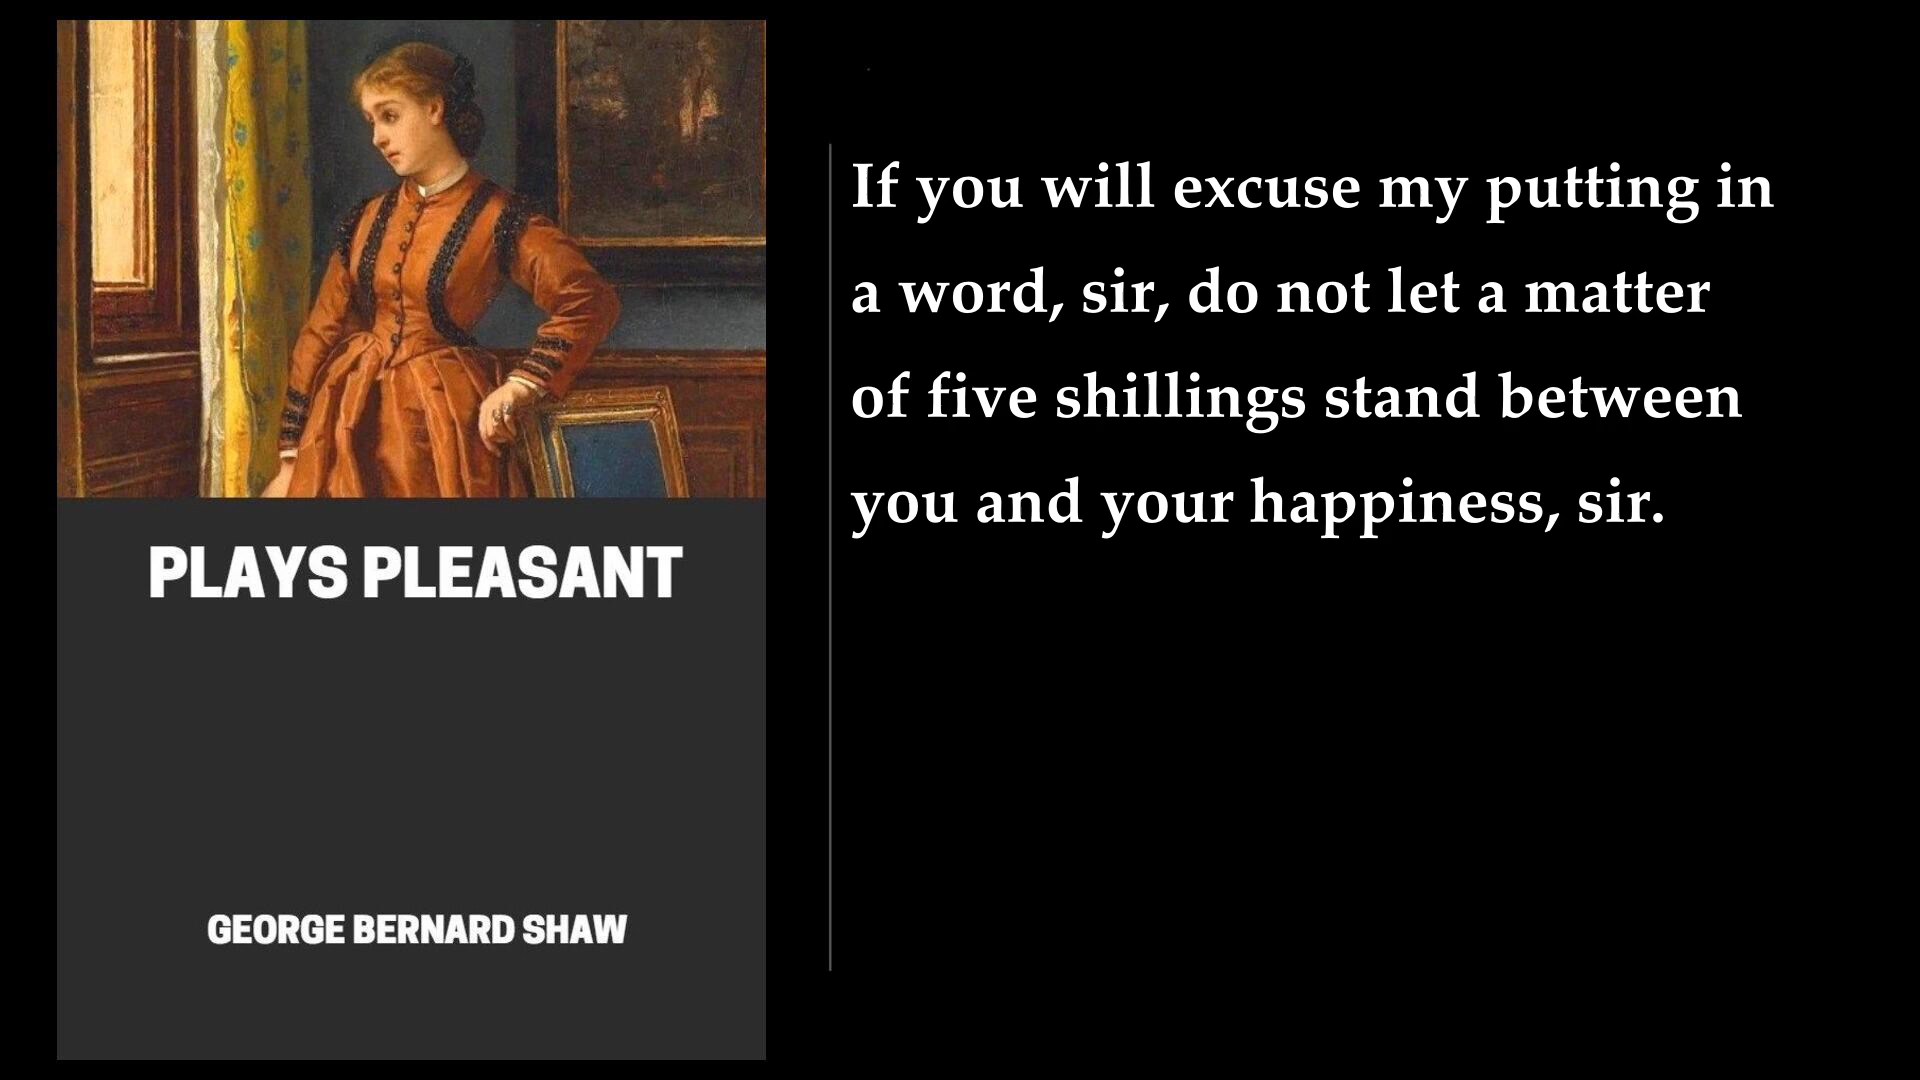 PLAYS PLEASANT
GEORGE BERNARD SHAW
If you will excuse my putting in
a word, sir, do not let a matter
of five shillings stand between
you and your happiness, sir.